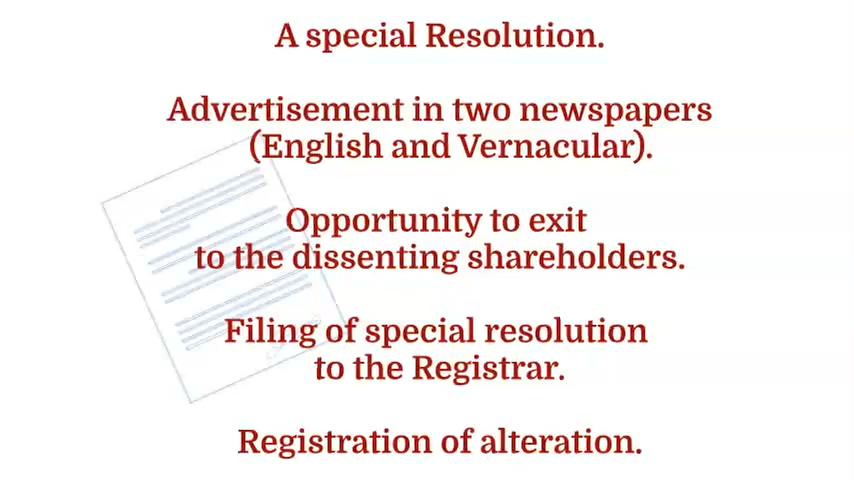 A special Resolution.
Advertisement in two newspapers
(English and Vernacular).
Opportunity to exit
to the dissenting shareholders.
Filing of special resolution
to the Registrar.
Registration of alteration.